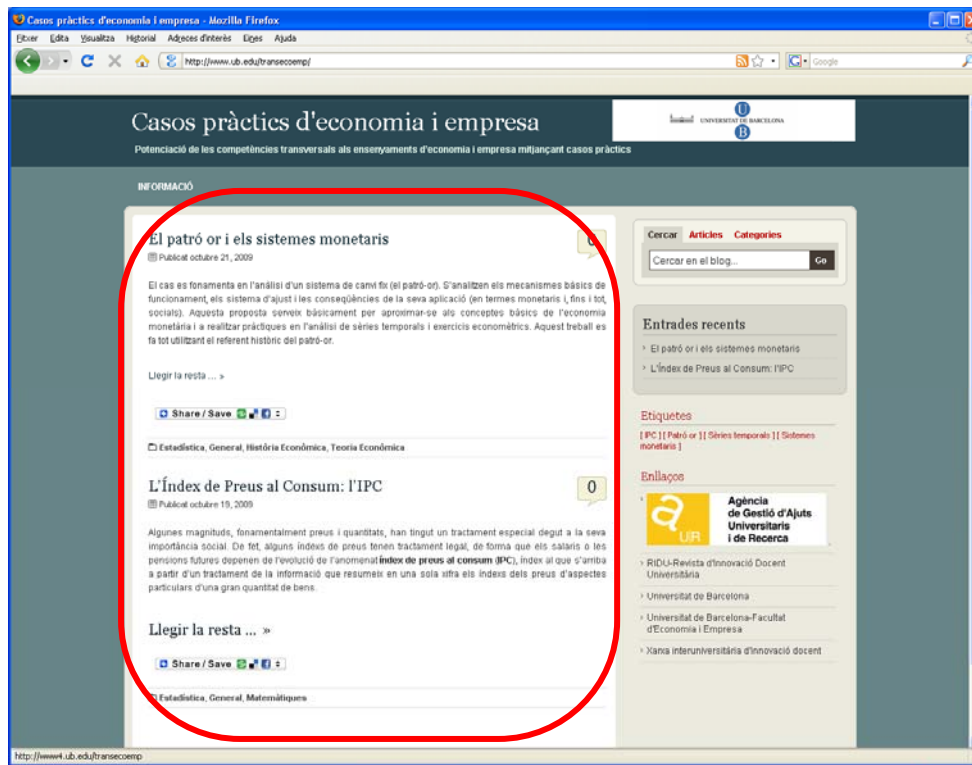 Casos pràctics d'economia i empresa - Mozilla Firefox
Fitxer Edita Visualitza Historial Adreces d'interès Eines Ajuda
http://www.ub.edu/transecoemp/
Google
Casos pràctics d'economia i empresa
UNIVERSITAT DE BARCELONA
U
B
Potenciació de les competències transversals als ensenyaments d'economia i empresa mitjançant casos pràctics
INFORMACIÓ
El patró or i els sistemes monetaris
0
Publicat octubre 21, 2009
El cas es fonamenta en l'anàlisi d'un sistema de canvi fix (el patró-or). S'analitzen els mecanismes bàsics de
funcionament, els sistema d'ajust i les conseqüències de la seva aplicació (en termes monetaris i, fins i tot,
socials). Aquesta proposta serveix bàsicament per aproximar-se als conceptes bàsics de l'economia
monetària i a realitzar pràctiques en l'anàlisi de sèries temporals i exercicis economètrics. Aquest treball es
fa tot utilitzant el referent històric del patró-or.
Llegir la resta ... »
Share / Save
Estadística, General, Història Econòmica, Teoria Econòmica
L'Índex de Preus al Consum: l'IPC
0
Publicat octubre 19, 2009
Algunes magnituds, fonamentalment preus i quantitats, han tingut un tractament especial degut a la seva
importància social. De fet, alguns índexs de preus tenen tractament legal, de forma que els salaris o les
pensions futures depenen de l'evolució de l'anomenat índex de preus al consum (IPC), índex al que s'arriba
a partir d'un tractament de la informació que resumeix en una sola xifra els índexs dels preus d'aspectes
particulars d'una gran quantitat de bens.
Llegir la resta ... »
Share / Save
Estadística, General, Matemàtiques
Cercar Articles Categories
Cercar en el blog... Go
Entrades recents
El patró or i els sistemes monetaris
L'Índex de Preus al Consum: l'IPC
Etiquetes
[ IPC ] [ Patró or ] [ Sèries temporals ] [ Sistemes
monetaris ]
Enllaços
AUR
Agència
de Gestió d'Ajuts
Universitaris
i de Recerca
RIDU-Revista d'Innovació Docent
Universitària
Universitat de Barcelona
Universitat de Barcelona-Facultat
d'Economia i Empresa
Xarxa interuniversitària d'innovació docent
http://www4.ub.edu/transecoemp